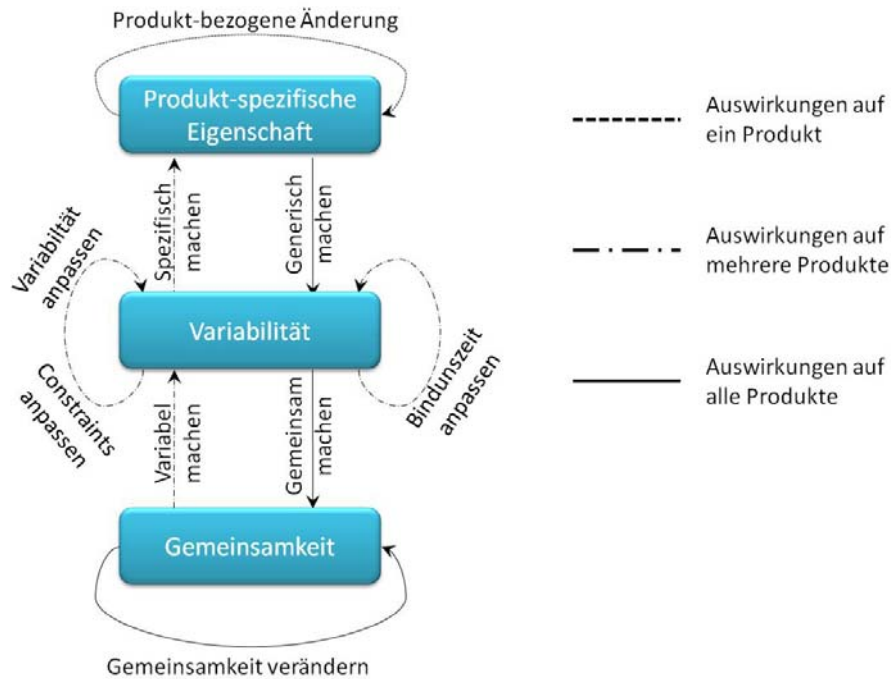 Produkt-bezogene Änderung
Produkt-spezifische
Eigenschaft
Auswirkungen auf
ein Produkt
Spezifisch
machen
Generisch
machen
Variabiltät
anpassen
Auswirkungen auf
mehrere Produkte
Variabilität
Constraints
anpassen
Bindunszeit
anpassen
Auswirkungen auf
alle Produkte
Variabel
machen
Gemeinsam
machen
Gemeinsamkeit
Gemeinsamkeit verändern